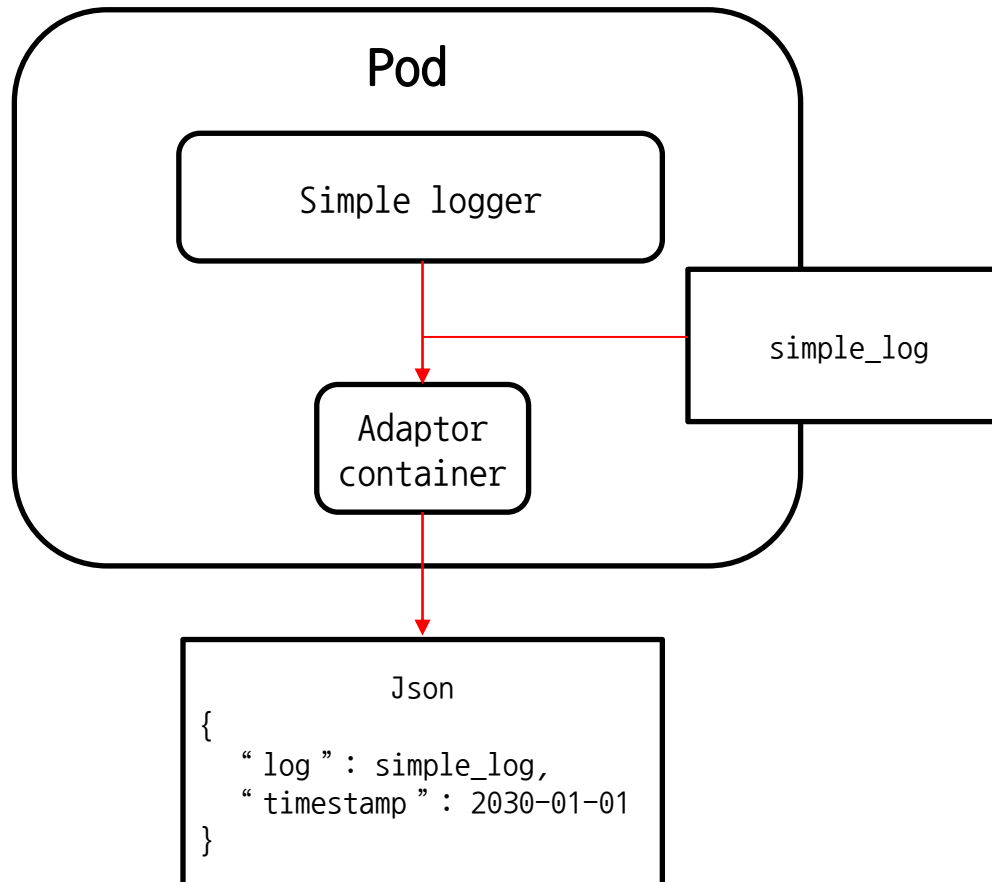 Pod
Simple logger
simple_log
Adaptor
container
Json
{
“log”: simple_log,
“timestamp”: 2030-01-01
}